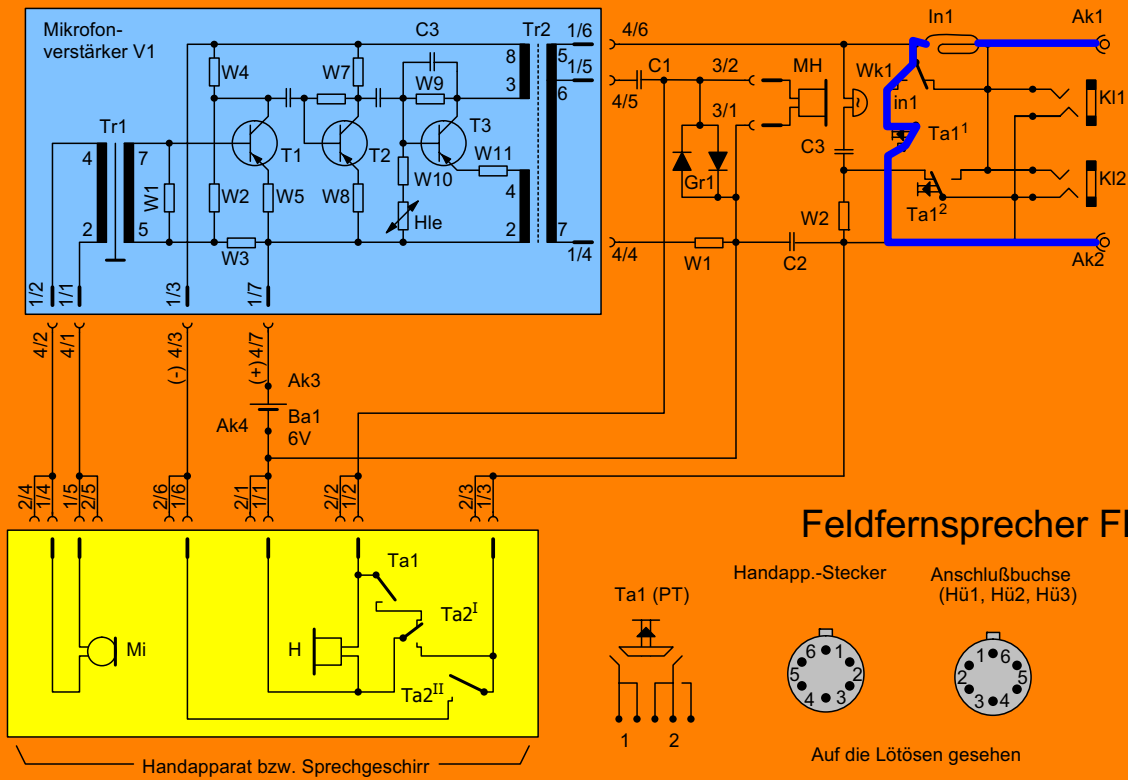 Mikrofon-
verstärker V1
C3
Tr2
1/6
4/6
In1
Ak1
W4
W7
8
5
1/5
C1
3/2
MH
Wk1
W9
3
6
4/5
in1
Kl1
Tr1
3/1
Ta1¹
4
7
T1
T2
T3
C3
W1
W2
W5
W8
W10
W11
4
Gr1
Kl2
Ta1²
2
5
Hle
2
7
W2
W3
1/4
4/4
W1
C2
Ak2
1/2
1/1
1/3
1/7
4/2
4/1
(-) 4/3
(+) 4/7
Ak3
Ak4
Ba1
6V
2/4
1/4
1/5
2/5
2/6
1/6
2/1
1/1
2/2
1/2
2/3
1/3
Feldfernsprecher F
Ta1
Ta2ᴵ
Mi
H
Ta2ᴵᴵ
Ta1 (PT)
1
2
Handapp.-Stecker
6 1
5 2
4 3
Anschlußbuchse
(Hü1, Hü2, Hü3)
1 6
2 5
3 4
Handapparat bzw. Sprechgeschirr
Auf die Lötösen gesehen